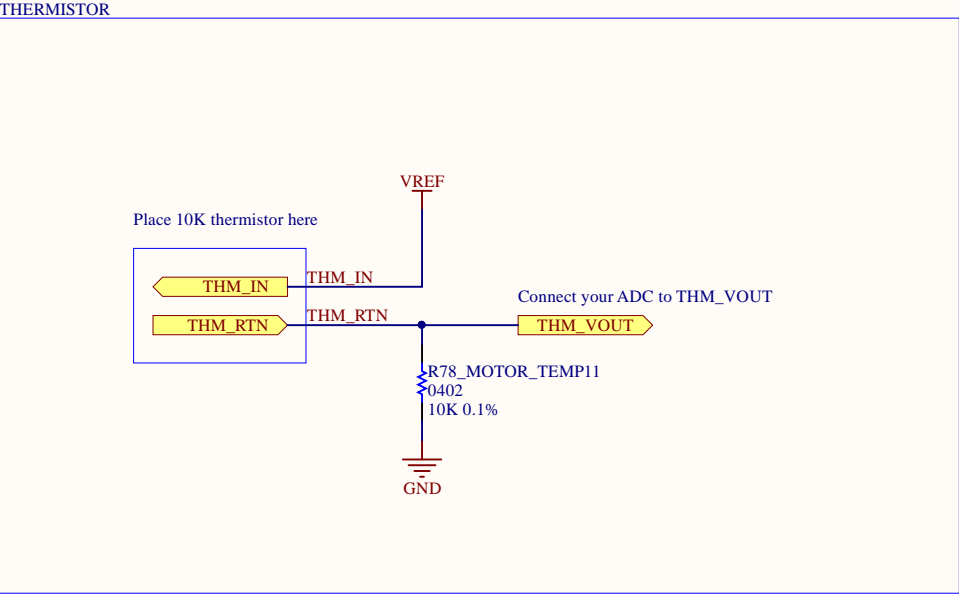 THERMISTOR
VREF
Place 10K thermistor here
THM_IN
THM_IN
THM_RTN
THM_RTN
Connect your ADC to THM_VOUT
THM_VOUT
R78_MOTOR_TEMP11
0402
10K 0.1%
GND